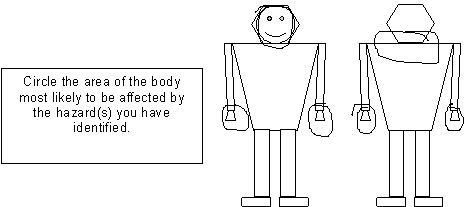 Circle the area of the body
most likely to be affected by
the hazard(s) you have
identified.